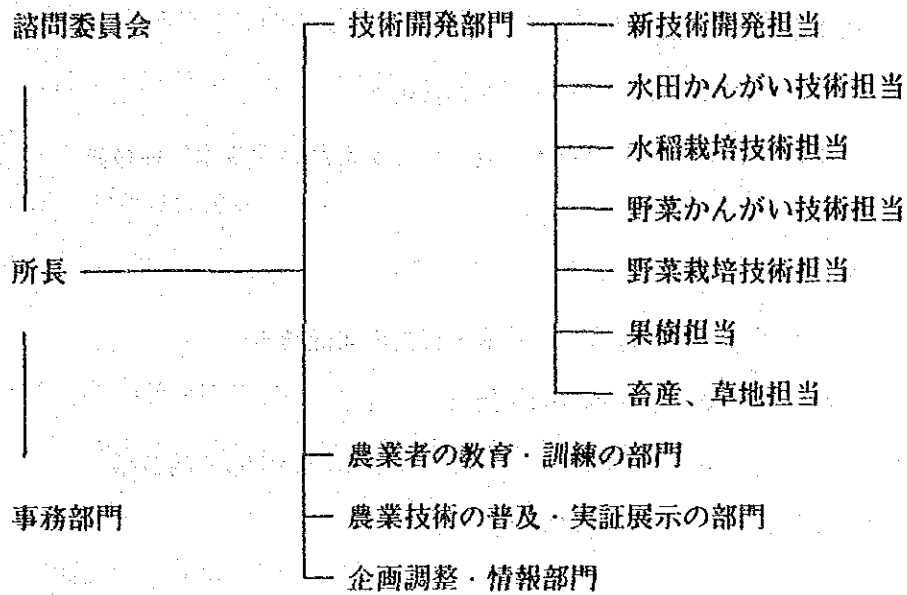 諮問委員会
技術開発部門
新技術開発担当
水田かんがい技術担当
水稲栽培技術担当
野菜かんがい技術担当
所長
野菜栽培技術担当
果樹担当
畜産、草地担当
農業者の教育・訓練の部門
事務部門
農業技術の普及・実証展示の部門
企画調整・情報部門